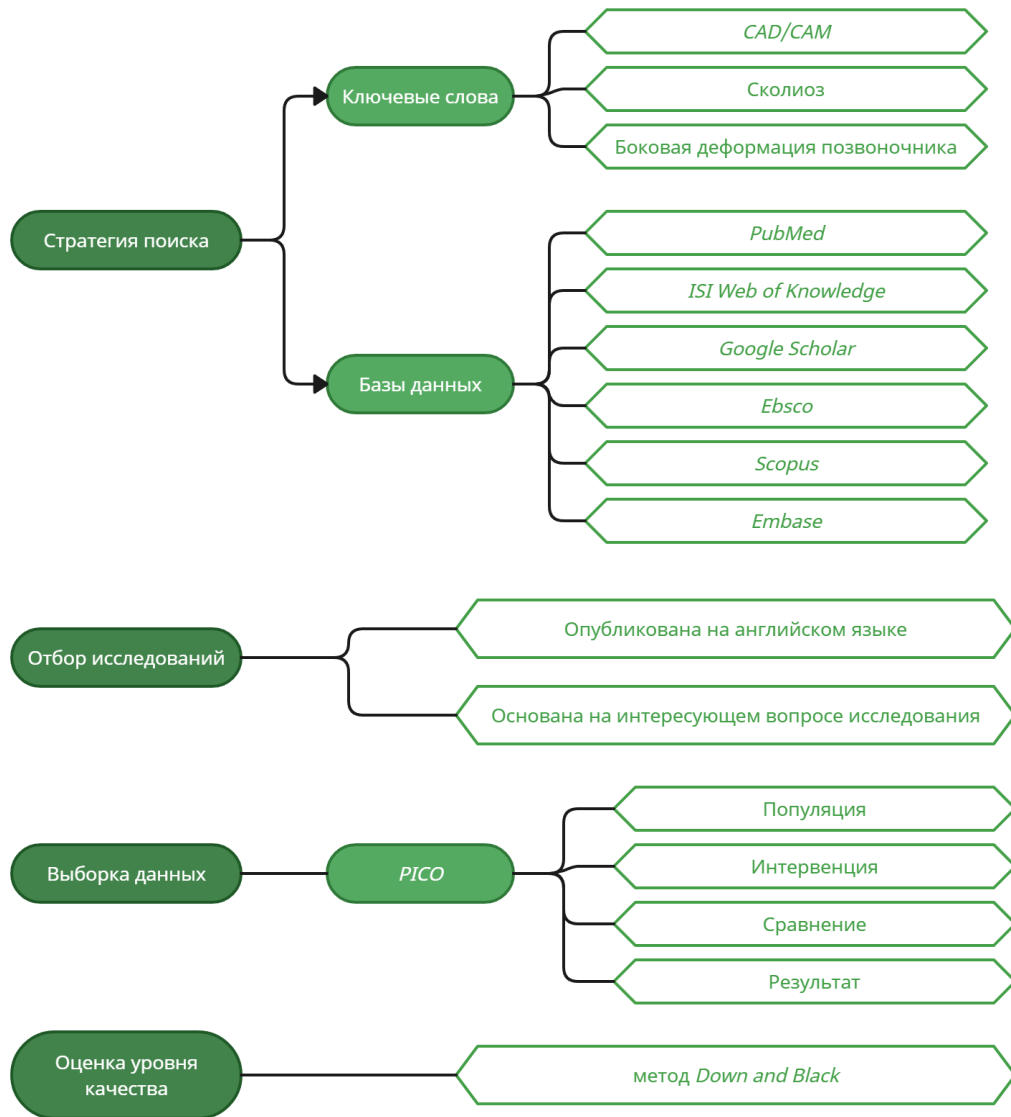 Стратегия поиска
Ключевые слова
CAD/CAM
Сколиоз
Боковая деформация позвоночника
Базы данных
PubMed
ISI Web of Knowledge
Google Scholar
Ebsco
Scopus
Embase
Отбор исследований
Опубликована на английском языке
Основана на интересующем вопросе исследования
Выборка данных
PICO
Популяция
Интервенция
Сравнение
Результат
Оценка уровня
качества
метод Down and Black